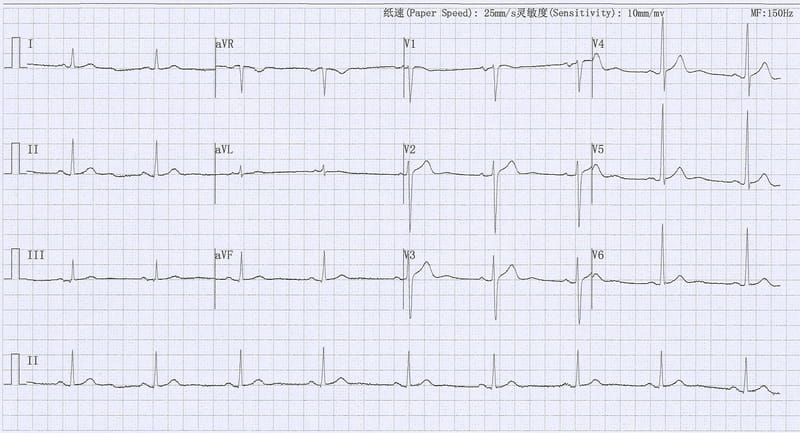 纸速(Paper Speed): 25mm/s灵敏度(Sensitivity): 10mm/mv MF:150Hz
I aVR V1 V4
II aVL V2 V5
III aVF V3 V6
II